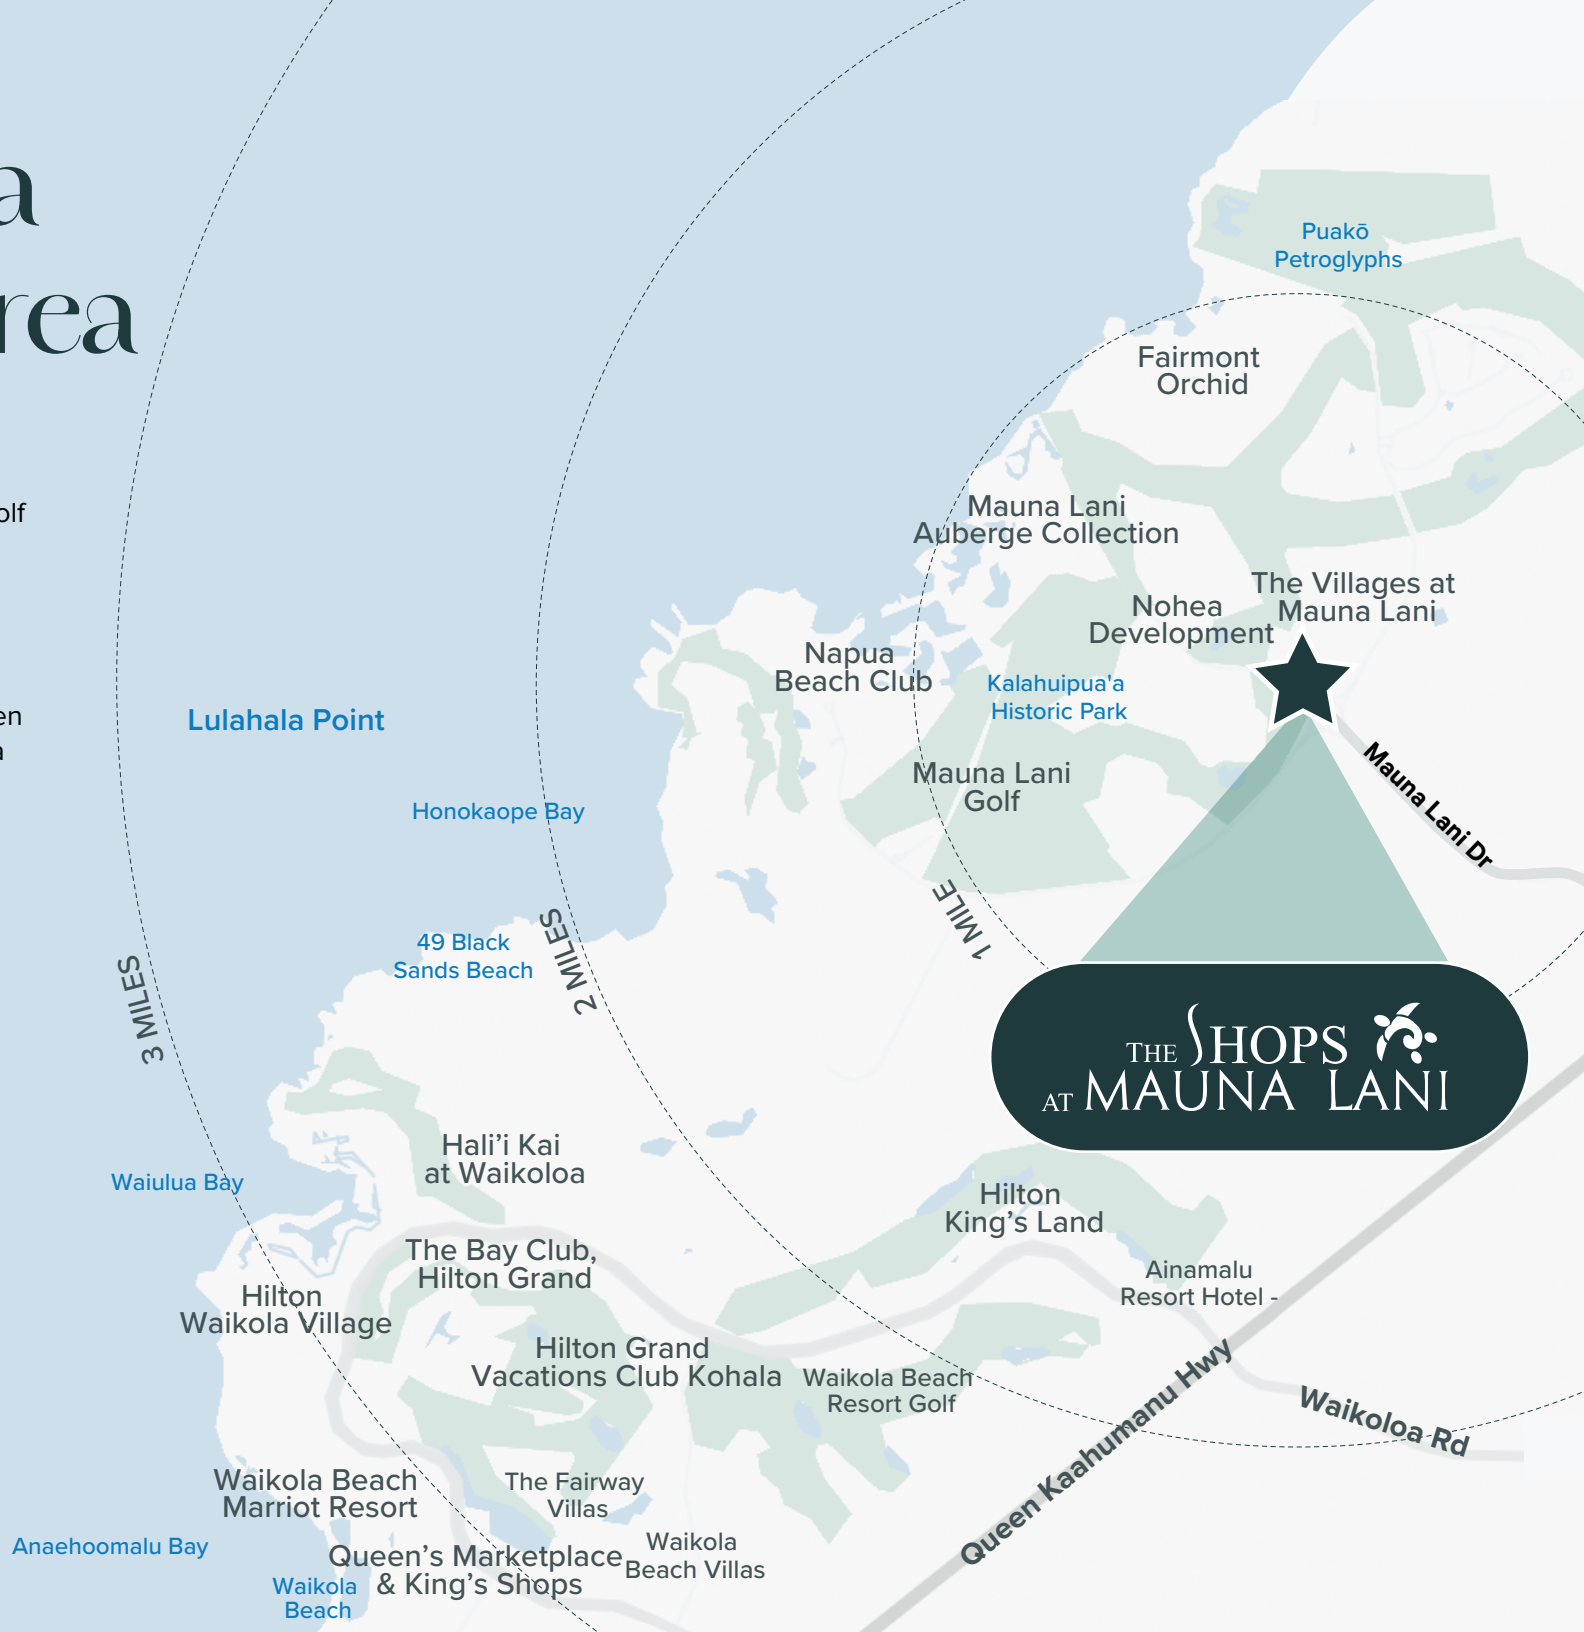 a
rea
olf
en
a
Puakō
Petroglyphs
Fairmont
Orchid
Mauna Lani
Auberge Collection
The Villages at
Mauna Lani
Nohea
Development
Napua
Beach Club
Kalahuipua'a
Historic Park
Lulahala Point
Mauna Lani
Golf
Mauna Lani Dr
Honokaope Bay
1 MILE
2 MILES
3 MILES
49 Black
Sands Beach
THE SHOPS
AT MAUNA LANI
Hali’i Kai
at Waikoloa
Waiulua Bay
Hilton
King’s Land
The Bay Club,
Hilton Grand
Ainamalu
Resort Hotel -
Hilton
Waikola Village
Hilton Grand
Vacations Club Kohala
Waikola Beach
Resort Golf
Queen Kaahumanu Hwy
Waikoloa Rd
Waikola Beach
Marriot Resort
The Fairway
Villas
Anaehoomalu Bay
Queen’s Marketplace
& King’s Shops
Waikola
Beach Villas
Waikola
Beach